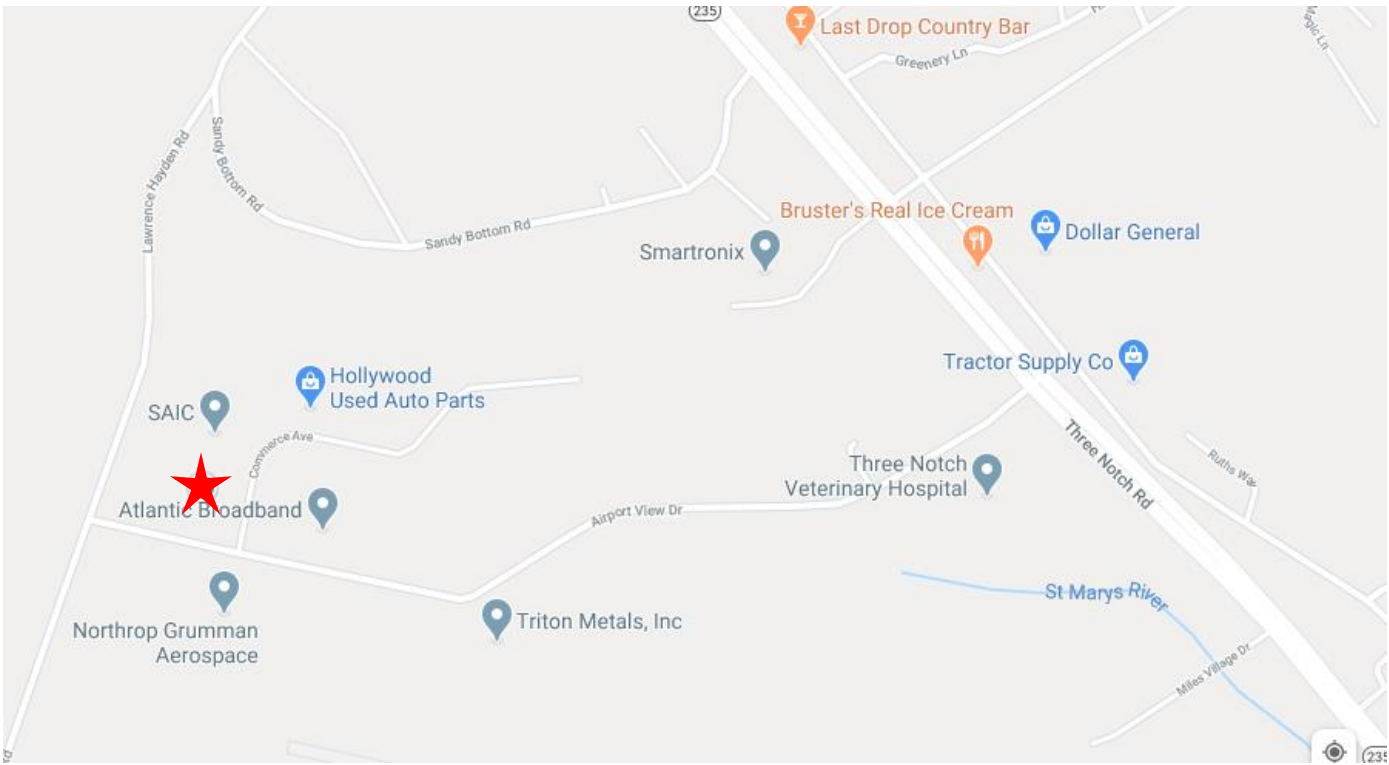 235
Last Drop Country Bar
Greenery Ln
Magic Ln
Lawrence Hayden Rd
Sandy Bottom Rd
Sandy Bottom Rd
Bruster's Real Ice Cream
Dollar General
Smartronix
Tractor Supply Co
Hollywood
Used Auto Parts
SAIC
Commerce Ave
Three Notch Rd
Ruths Way
Three Notch
Veterinary Hospital
Atlantic Broadband
Airport View Dr
St Marys River
Northrop Grumman
Aerospace
Triton Metals, Inc
Miles Village Dr
235